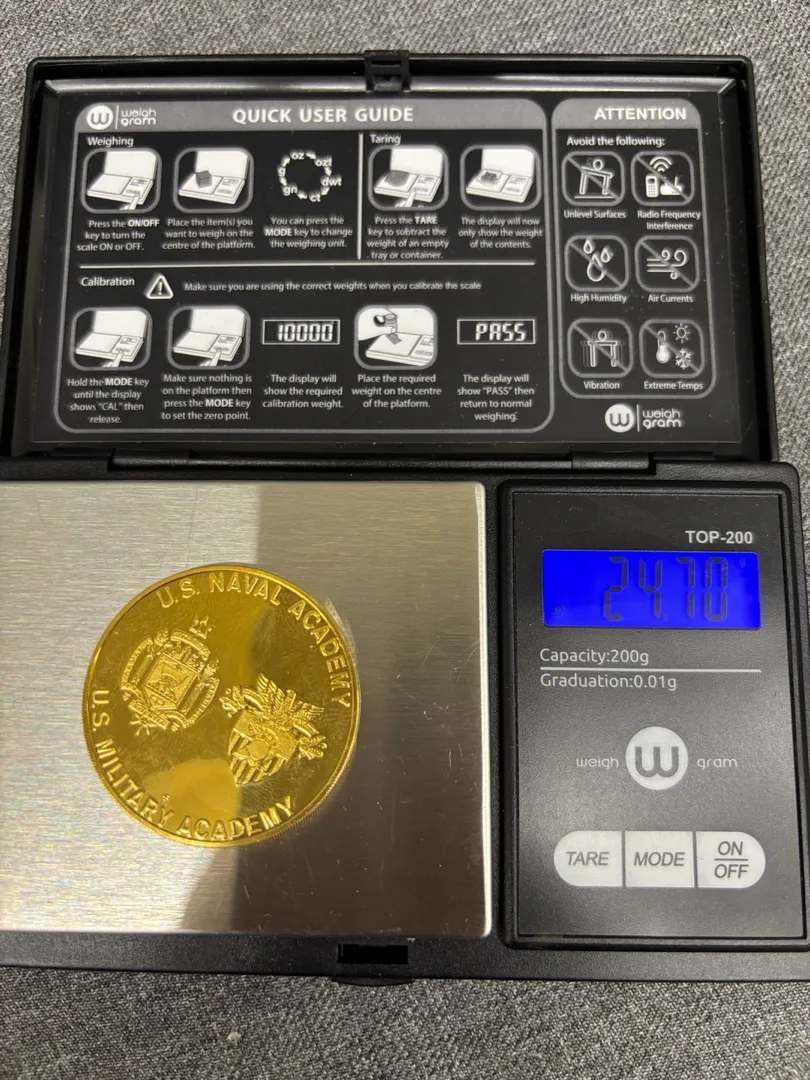 weigh
gram
QUICK USER GUIDE
Weighing
oz
ozt
dwt
ct
gn
g
Press the ON/OFF
key to turn the
scale ON or OFF.
Place the item(s) you
want to weigh on the
centre of the platform.
You can press the
MODE key to change
the weighing unit.
Taring
Press the TARE
key to subtract the
weight of an empty
tray or container.
The display will now
only show the weight
of the contents.
Calibration
Make sure you are using the correct weights when you calibrate the scale
10000
PASS
Hold the MODE key
until the display
shows "CAL" then
release.
Make sure nothing is
on the platform then
press the MODE key
to set the zero point.
The display will
show the required
calibration weight.
Place the required
weight on the centre
of the platform.
The display will
show "PASS" then
return to normal
weighing.
ATTENTION
Avoid the following:
Unlevel Surfaces
Radio Frequency
Interference
High Humidity
Air Currents
Vibration
Extreme Temps
weigh
gram
U.S. NAVAL ACADEMY
U.S. MILITARY ACADEMY
TOP-200
24.70 g
Capacity:200g
Graduation:0.01g
weigh gram
TARE
MODE
ON
OFF